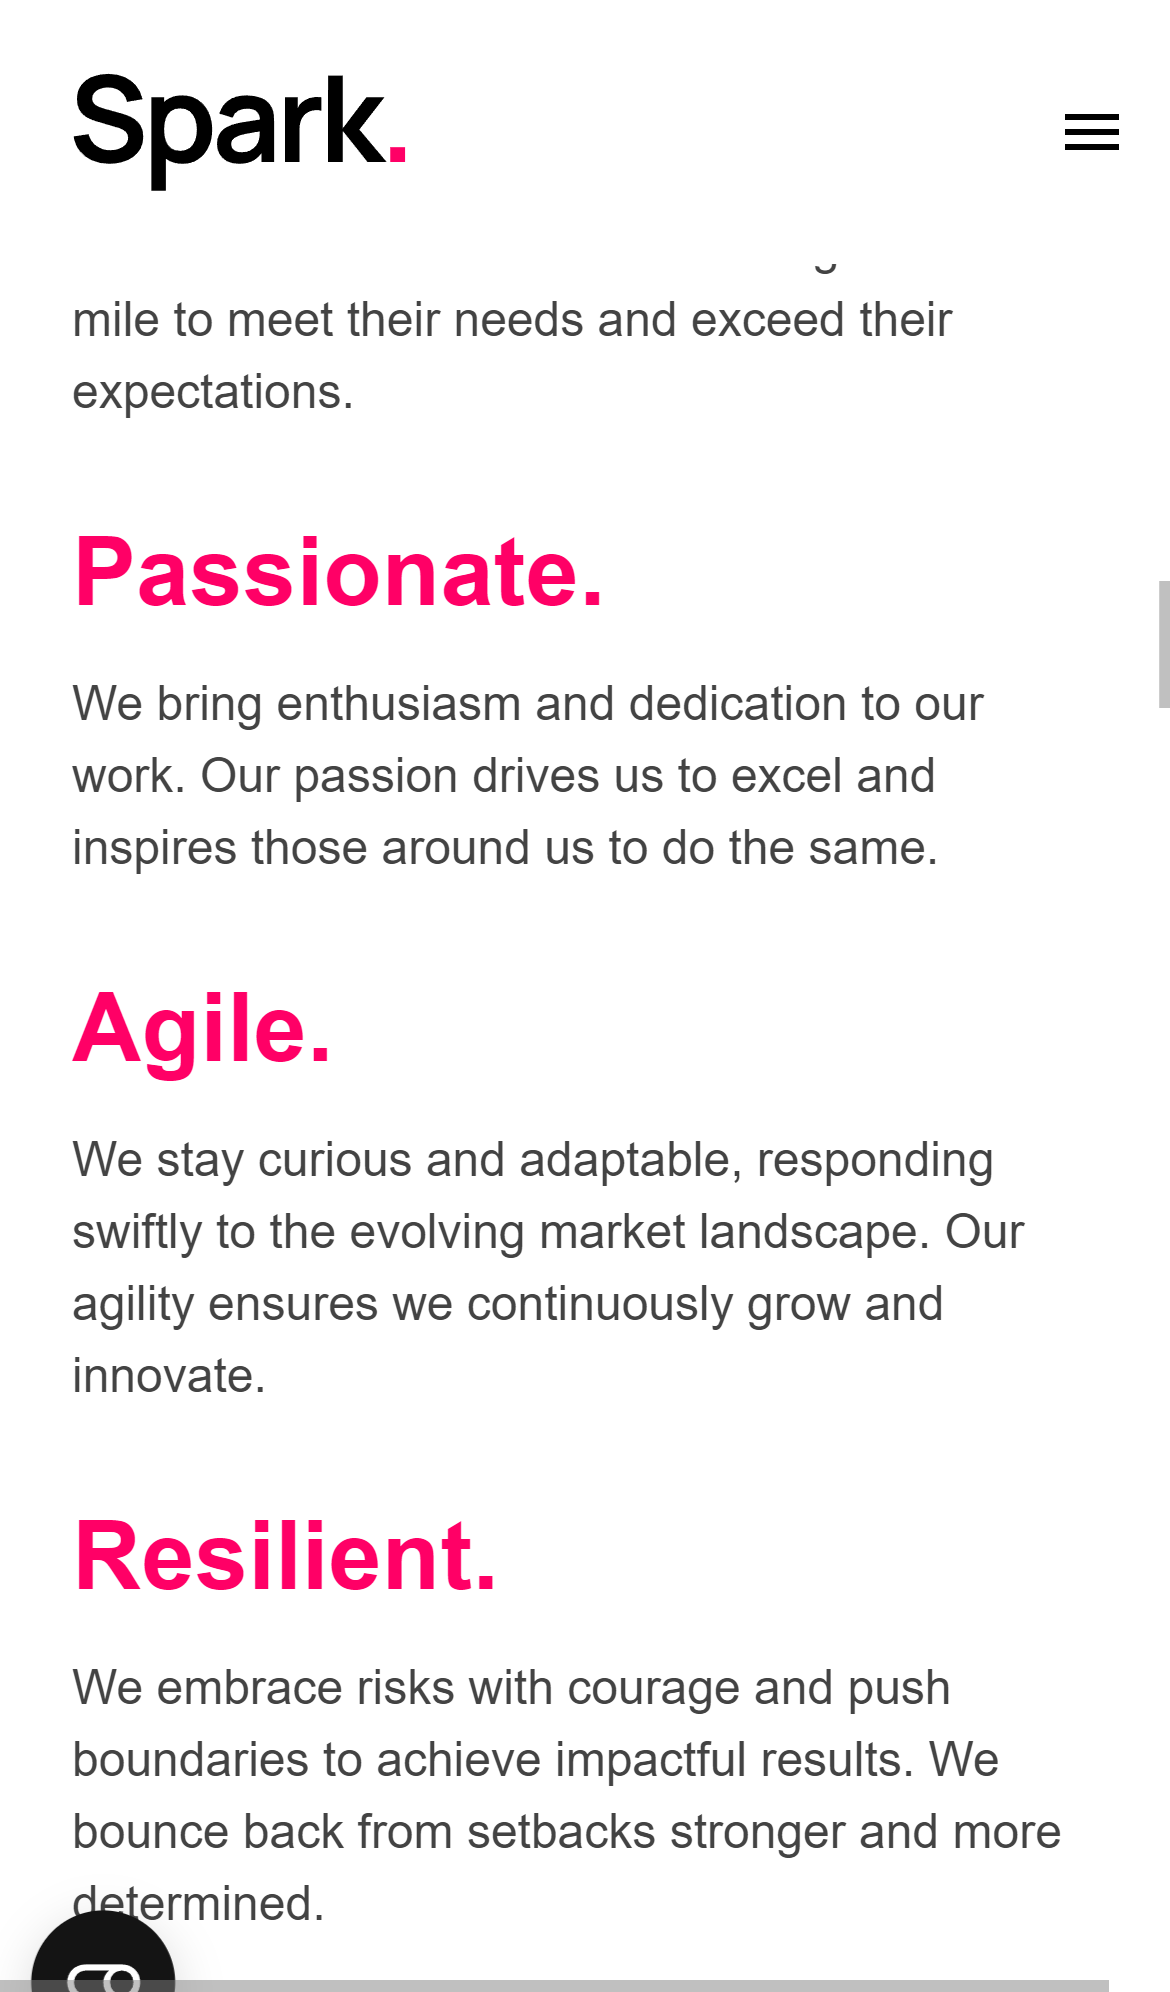 Spark.
mile to meet their needs and exceed their
expectations.
Passionate.
We bring enthusiasm and dedication to our
work. Our passion drives us to excel and
inspires those around us to do the same.
Agile.
We stay curious and adaptable, responding
swiftly to the evolving market landscape. Our
agility ensures we continuously grow and
innovate.
Resilient.
We embrace risks with courage and push
boundaries to achieve impactful results. We
bounce back from setbacks stronger and more
determined.